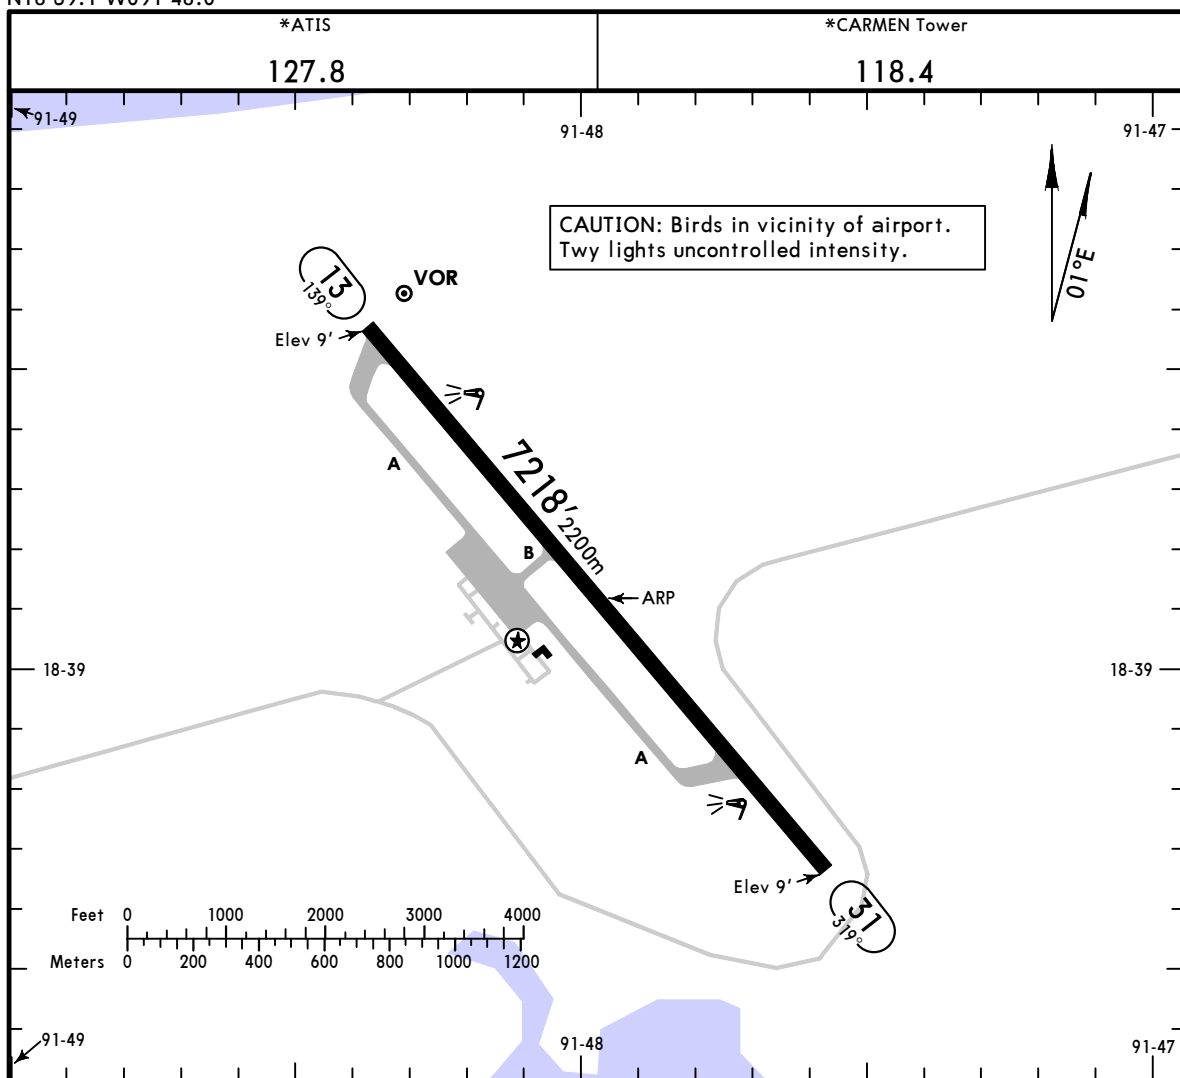 *ATIS
127.8
*CARMEN Tower
118.4
91-49
91-48
91-47
CAUTION: Birds in vicinity of airport.
Twy lights uncontrolled intensity.
01°E
13
139°
VOR
Elev 9'
A
7218'
2200m
B
ARP
18-39
18-39
A
Elev 9'
31
319°
Feet 0 1000 2000 3000 4000
Meters 0 200 400 600 800 1000 1200
91-49
91-48
91-47